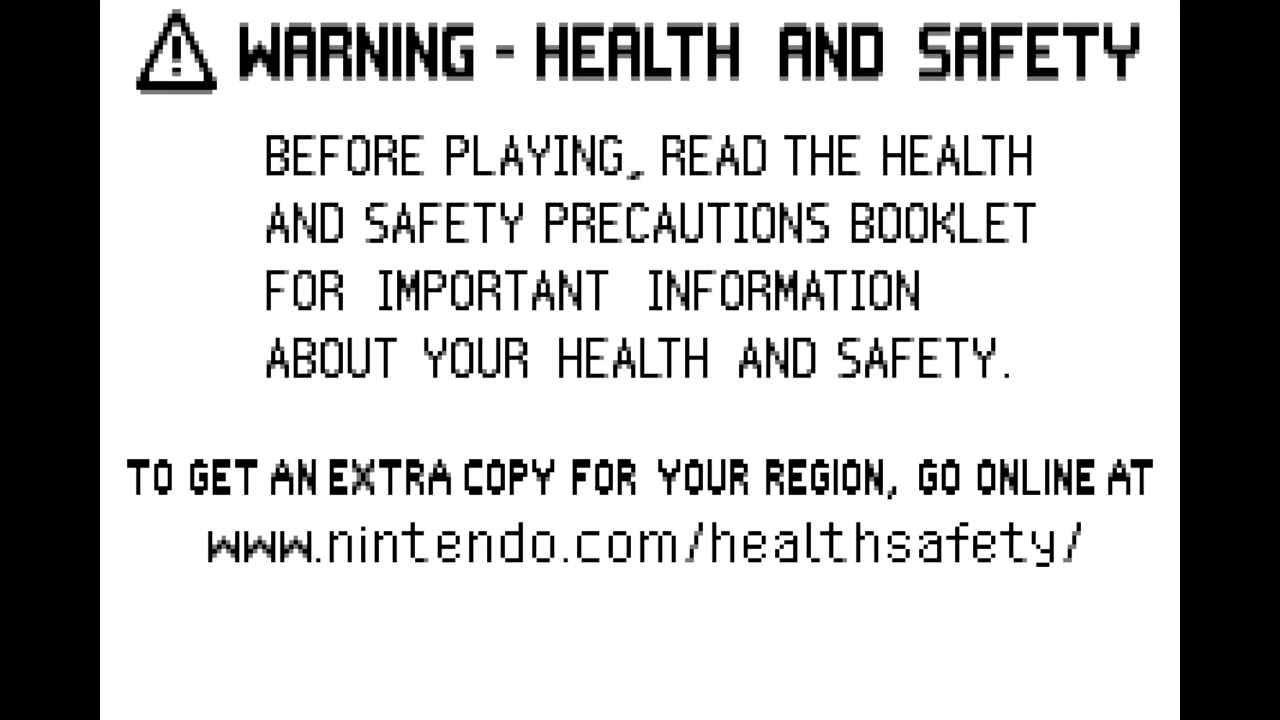 WARNING - HEALTH AND SAFETY
BEFORE PLAYING, READ THE HEALTH
AND SAFETY PRECAUTIONS BOOKLET
FOR IMPORTANT INFORMATION
ABOUT YOUR HEALTH AND SAFETY.
TO GET AN EXTRA COPY FOR YOUR REGION, GO ONLINE AT
www.nintendo.com/healthsafety/